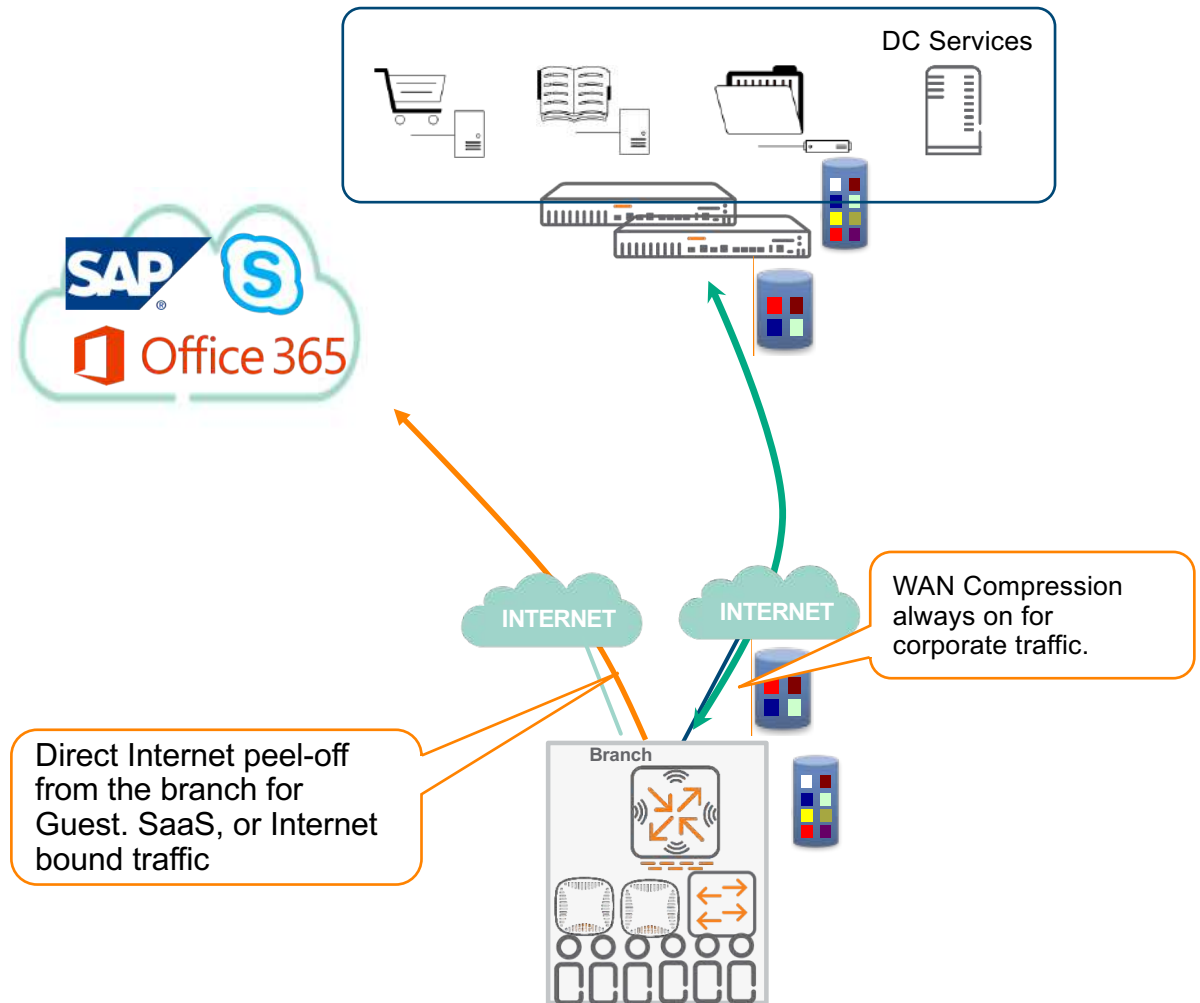 DC Services
SAP
®
S
Office 365
INTERNET
INTERNET
WAN Compression
always on for
corporate traffic.
Direct Internet peel-off
from the branch for
Guest. SaaS, or Internet
bound traffic
Branch